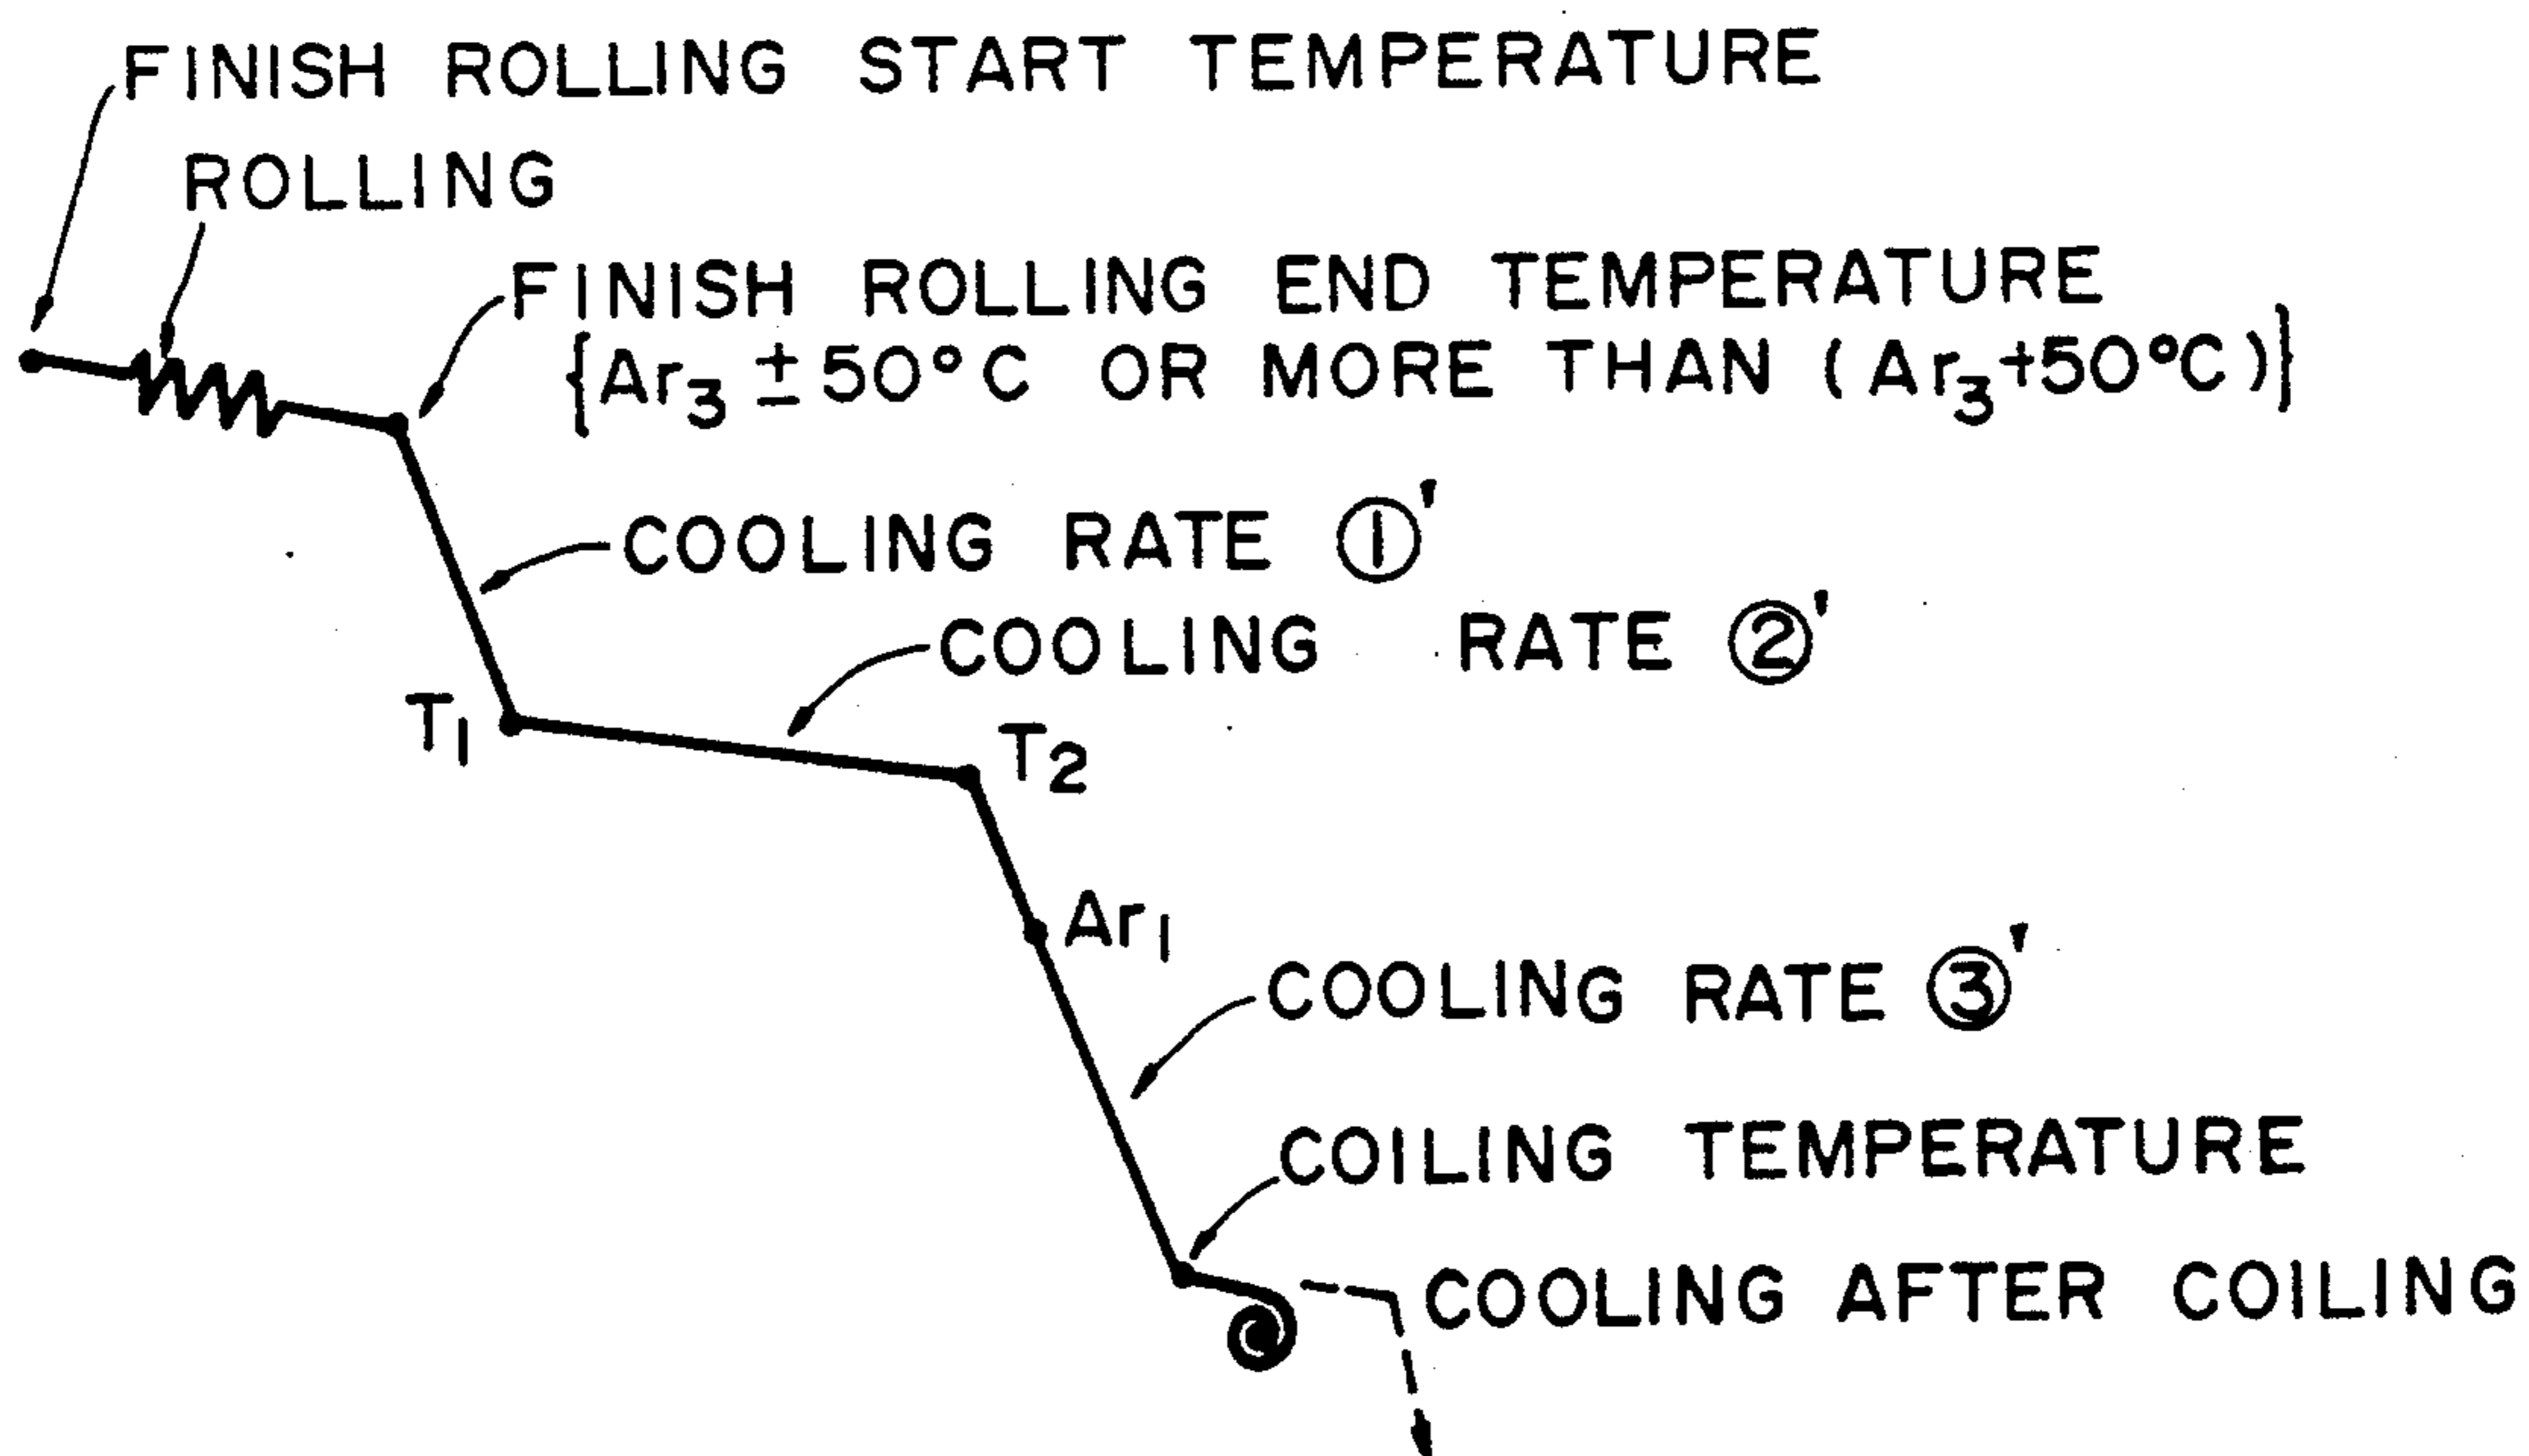 FINISH ROLLING START TEMPERATURE
ROLLING
FINISH ROLLING END TEMPERATURE
{Ar₃ ± 50°C OR MORE THAN (Ar₃+50°C)}
COOLING RATE ①'
COOLING RATE ②'
T₁
T₂
Ar₁
COOLING RATE ③'
COILING TEMPERATURE
COOLING AFTER COILING